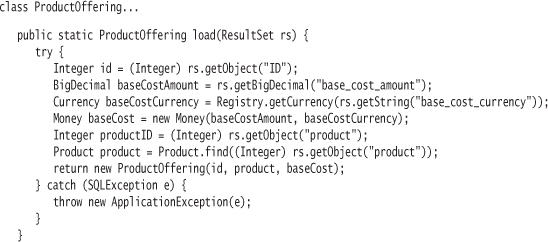 class ProductOffering...
public static ProductOffering load(ResultSet rs) {
try {
Integer id = (Integer) rs.getObject("ID");
BigDecimal baseCostAmount = rs.getBigDecimal("base_cost_amount");
Currency baseCostCurrency = Registry.getCurrency(rs.getString("base_cost_currency"));
Money baseCost = new Money(baseCostAmount, baseCostCurrency);
Integer productID = (Integer) rs.getObject("product");
Product product = Product.find((Integer) rs.getObject("product"));
return new ProductOffering(id, product, baseCost);
} catch (SQLException e) {
throw new ApplicationException(e);
}
}